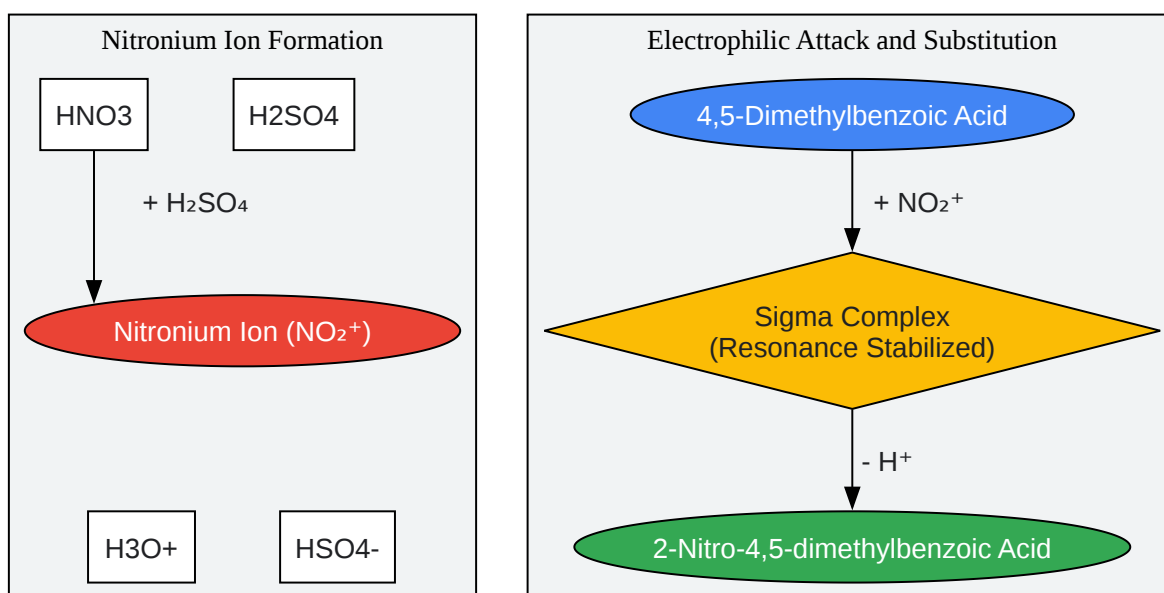 Nitronium Ion Formation
HNO3
H2SO4
+ H₂SO₄
Nitronium Ion (NO₂⁺)
H3O+
HSO4-
Electrophilic Attack and Substitution
4,5-Dimethylbenzoic Acid
+ NO₂⁺
Sigma Complex
(Resonance Stabilized)
- H⁺
2-Nitro-4,5-dimethylbenzoic Acid